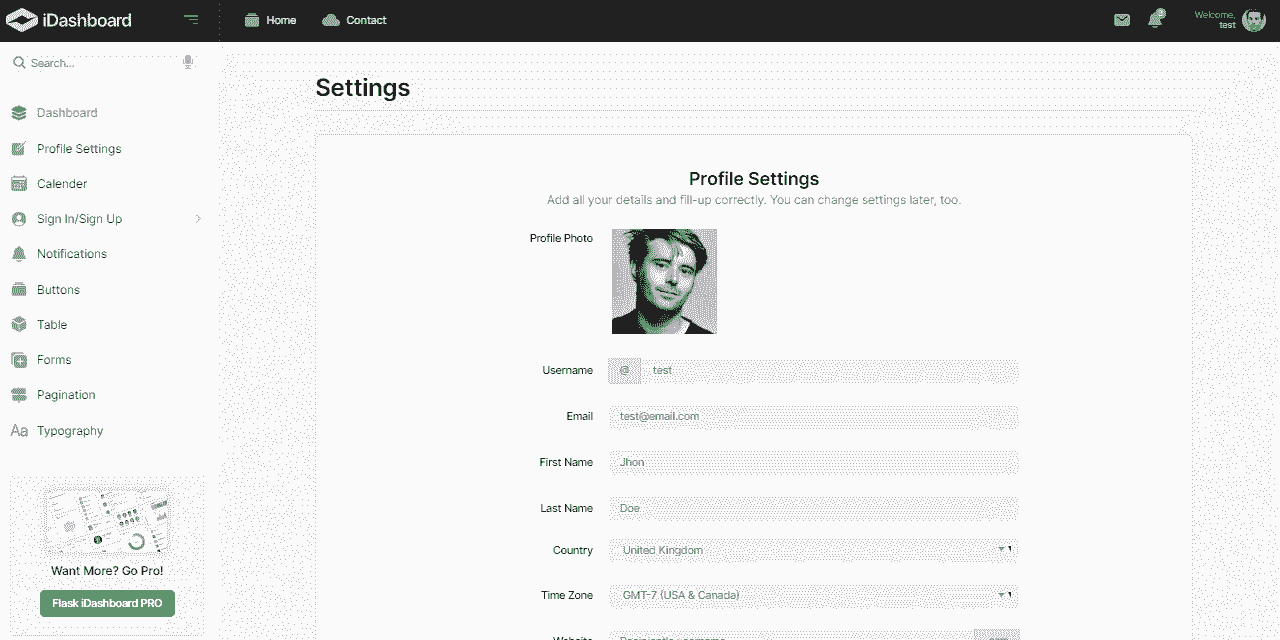 iDashboard
Home
Contact
3
Welcome,
test
Search...
Dashboard
Profile Settings
Calender
Sign In/Sign Up
Notifications
Buttons
Table
Forms
Pagination
Aa Typography
Want More? Go Pro!
Flask iDashboard PRO
Settings
Profile Settings
Add all your details and fill-up correctly. You can change settings later, too.
Profile Photo
Username @ test
Email test@email.com
First Name Jhon
Last Name Doe
Country United Kingdom
Time Zone GMT-7 (USA & Canada)
Website